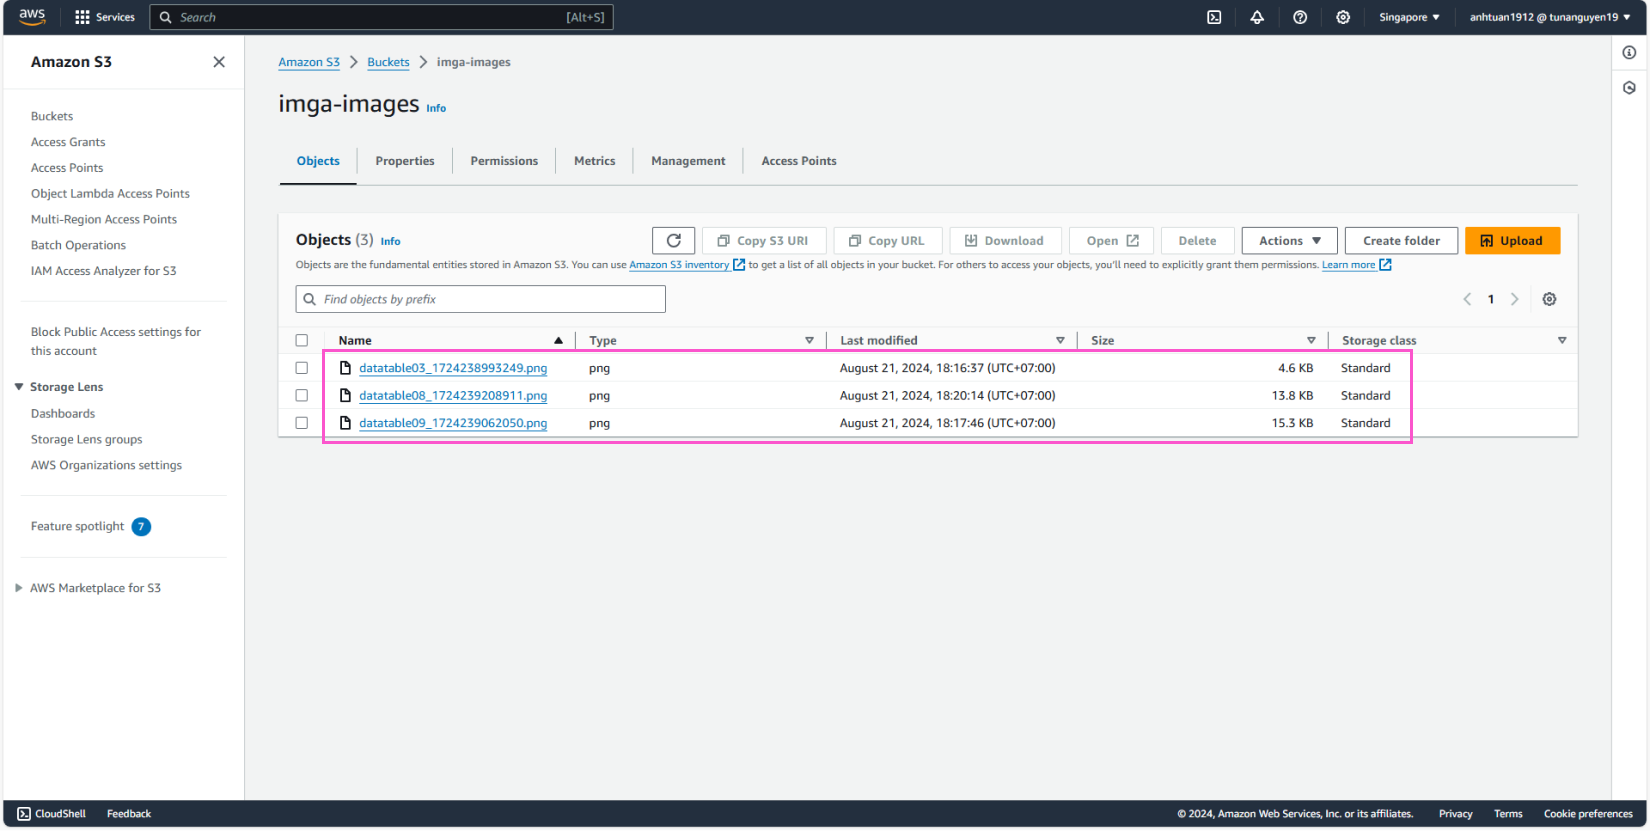 aws Services Search [Alt+S] Singapore anhtuan1912 @ tunanguyen19
Amazon S3
Buckets
Access Grants
Access Points
Object Lambda Access Points
Multi-Region Access Points
Batch Operations
IAM Access Analyzer for S3
Block Public Access settings for
this account
Storage Lens
Dashboards
Storage Lens groups
AWS Organizations settings
Feature spotlight 7
AWS Marketplace for S3
Amazon S3 > Buckets > imga-images
imga-images Info
Objects Properties Permissions Metrics Management Access Points
Objects (3) Info Copy S3 URI Copy URL Download Open Delete Actions Create folder Upload
Objects are the fundamental entities stored in Amazon S3. You can use Amazon S3 inventory to get a list of all objects in your bucket. For others to access your objects, you'll need to explicitly grant them permissions. Learn more
Find objects by prefix < 1 >
Name Type Last modified Size Storage class
datatable03_1724238993249.png png August 21, 2024, 18:16:37 (UTC+07:00) 4.6 KB Standard
datatable08_1724239208911.png png August 21, 2024, 18:20:14 (UTC+07:00) 13.8 KB Standard
datatable09_1724239062050.png png August 21, 2024, 18:17:46 (UTC+07:00) 15.3 KB Standard
CloudShell Feedback © 2024, Amazon Web Services, Inc. or its affiliates. Privacy Terms Cookie preferences